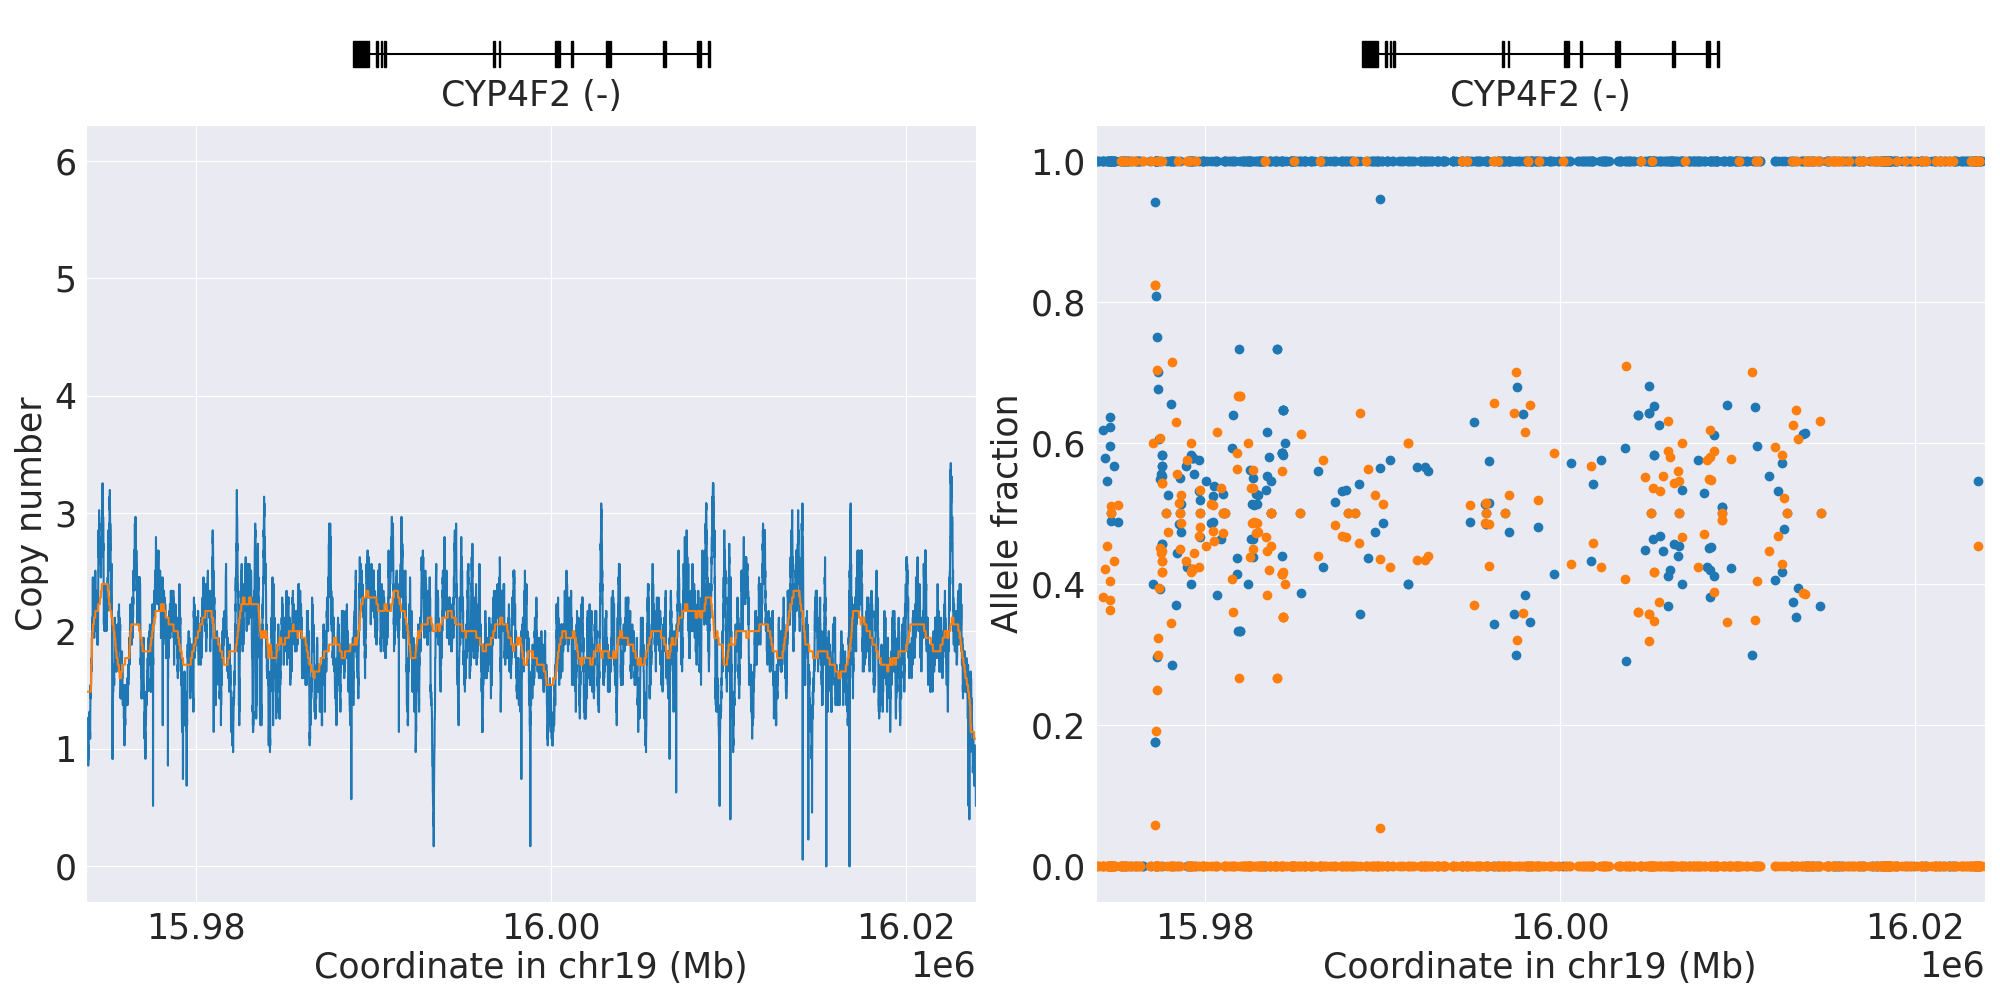 CYP4F2 (-)
6
5
4
3
2
1
0
Copy number
15.98
16.00
16.02
Coordinate in chr19 (Mb)
1e6
CYP4F2 (-)
1.0
0.8
0.6
0.4
0.2
0.0
Allele fraction
15.98
16.00
16.02
Coordinate in chr19 (Mb)
1e6